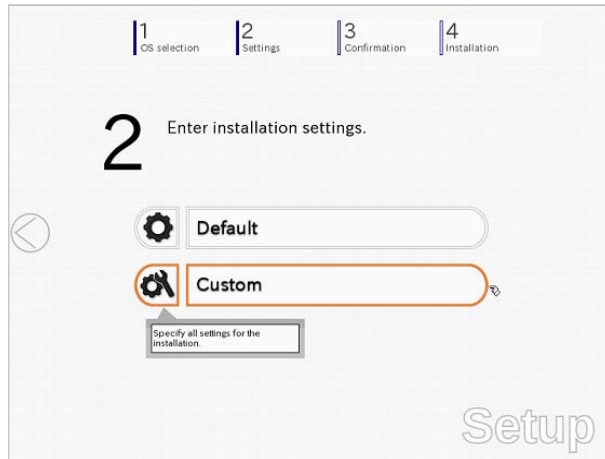 1
OS selection
2
Settings
3
Confirmation
4
Installation
2
Enter installation settings.
Default
Custom
Specify all settings for the
installation.
Setup